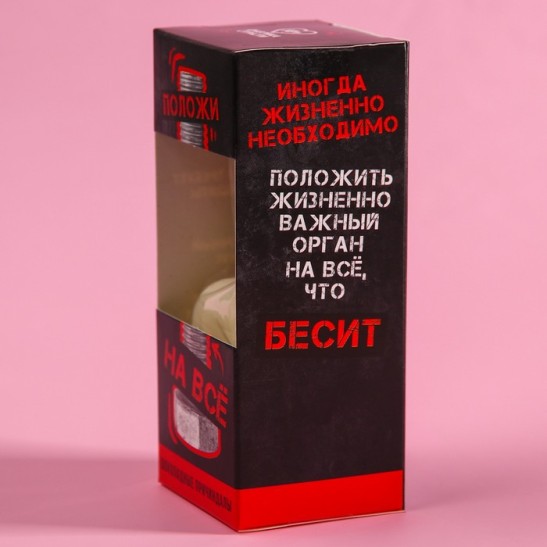 ПОЛОЖИ
НА ВСЁ
ИНОГДА
ЖИЗНЕННО
НЕОБХОДИМО
ПОЛОЖИТЬ
ЖИЗНЕННО
ВАЖНЫЙ
ОРГАН
НА ВСЁ,
ЧТО
БЕСИТ